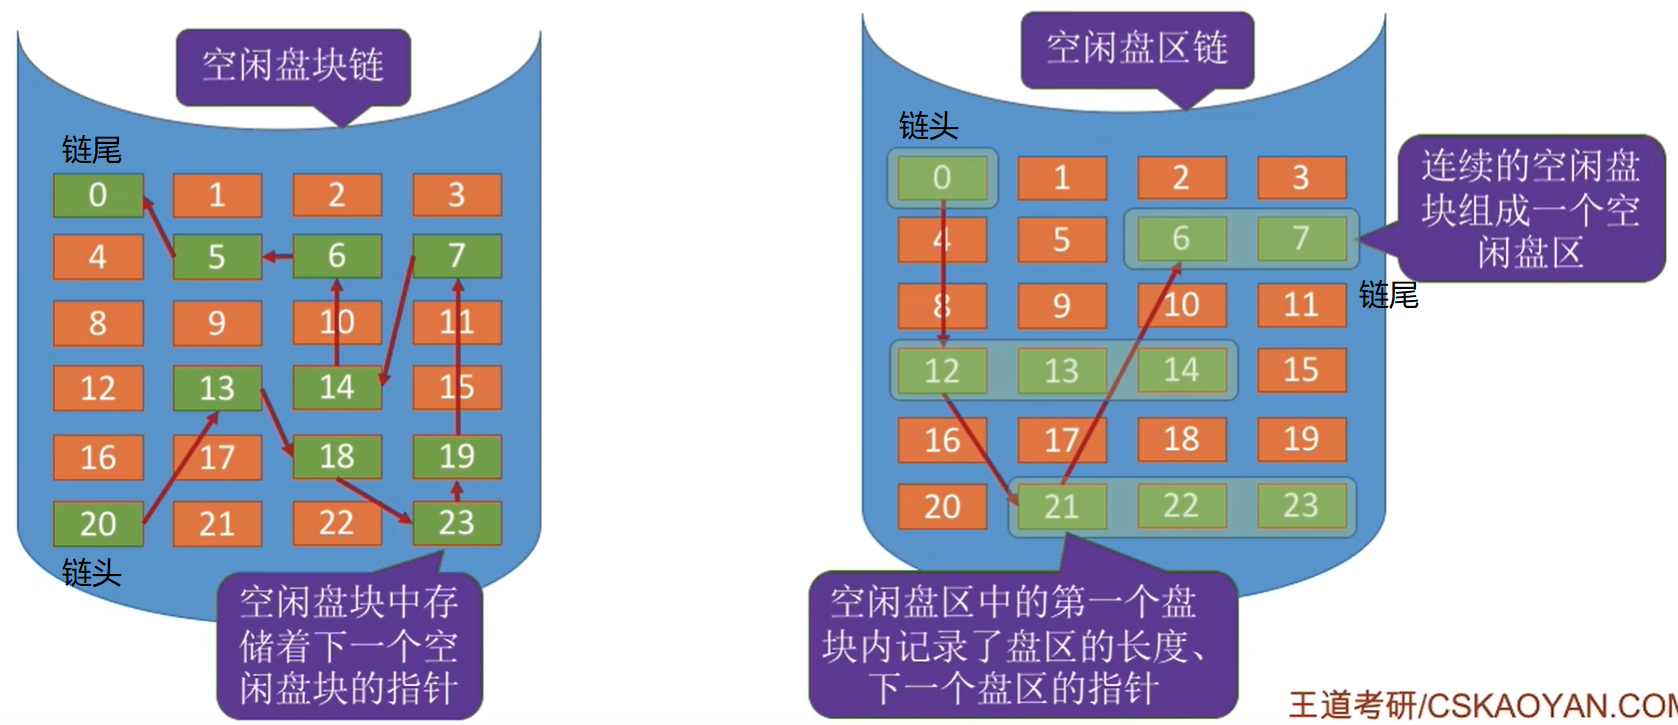 空闲盘块链
链尾
0 1 2 3
4 5 6 7
8 9 10 11
12 13 14 15
16 17 18 19
20 21 22 23
链头
空闲盘块中存
储着下一个空
闲盘块的指针
空闲盘区链
链头
0 1 2 3
4 5 6 7
8 9 10 11
12 13 14 15
16 17 18 19
20 21 22 23
连续的空闲盘
块组成一个空
闲盘区
链尾
空闲盘区中的第一个盘
块内记录了盘区的长度、
下一个盘区的指针
王道考研/CSKAOYAN.COM